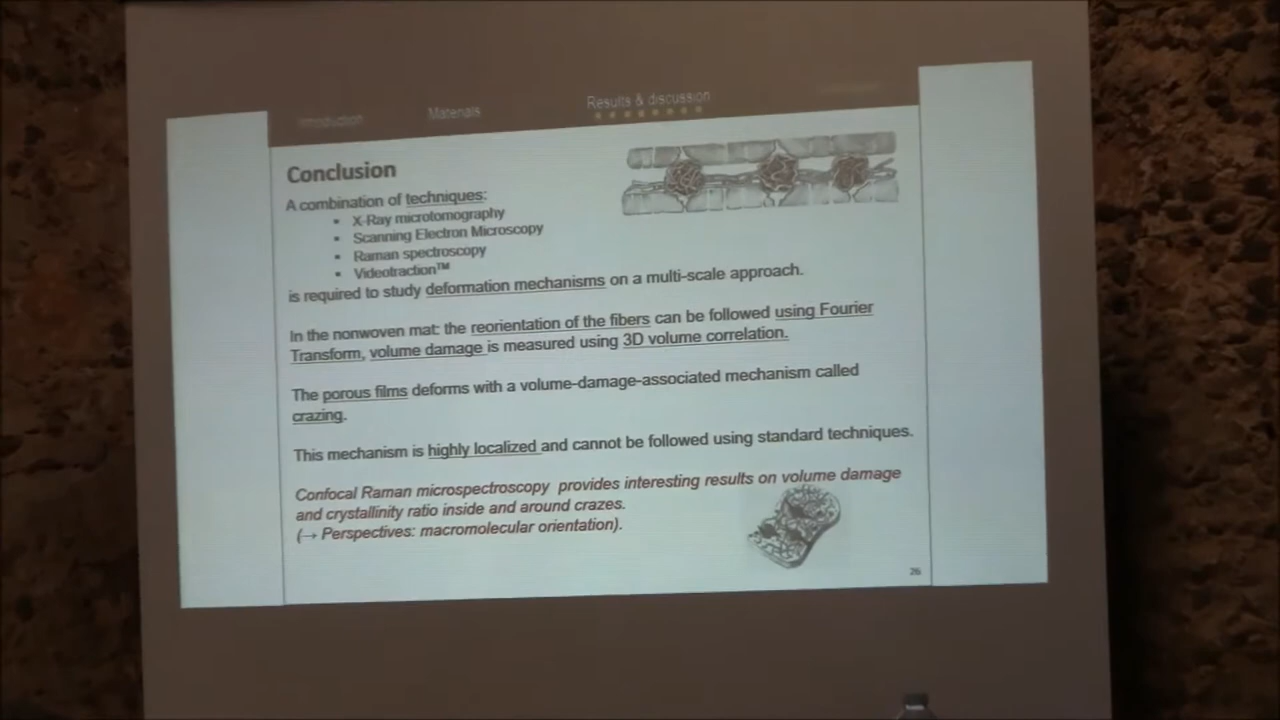 Introduction
Materials
Results & discussion
Conclusion
A combination of techniques:
▪ X-Ray microtomography
▪ Scanning Electron Microscopy
▪ Raman spectroscopy
▪ Videotraction™
is required to study deformation mechanisms on a multi-scale approach.
In the nonwoven mat: the reorientation of the fibers can be followed using Fourier
Transform, volume damage is measured using 3D volume correlation.
The porous films deforms with a volume-damage-associated mechanism called
crazing.
This mechanism is highly localized and cannot be followed using standard techniques.
Confocal Raman microspectroscopy provides interesting results on volume damage
and crystallinity ratio inside and around crazes.
(→ Perspectives: macromolecular orientation).
26